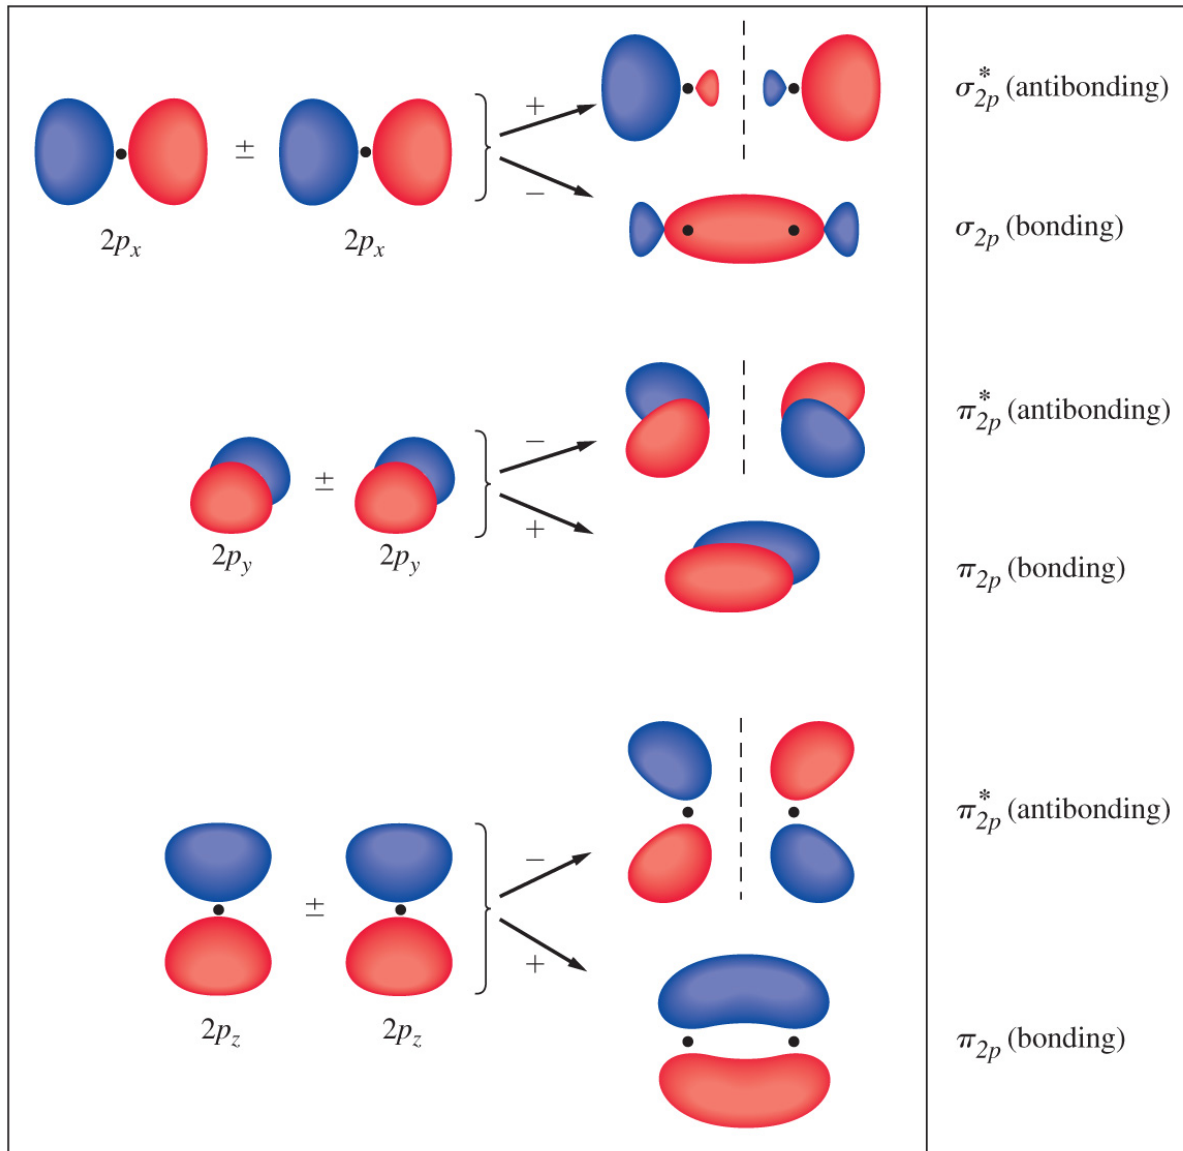 +
σ*2p (antibonding)
±
−
2px 2px
σ2p (bonding)
π*2p (antibonding)
−
±
+
2py 2py
π2p (bonding)
π*2p (antibonding)
−
±
+
2pz 2pz
π2p (bonding)